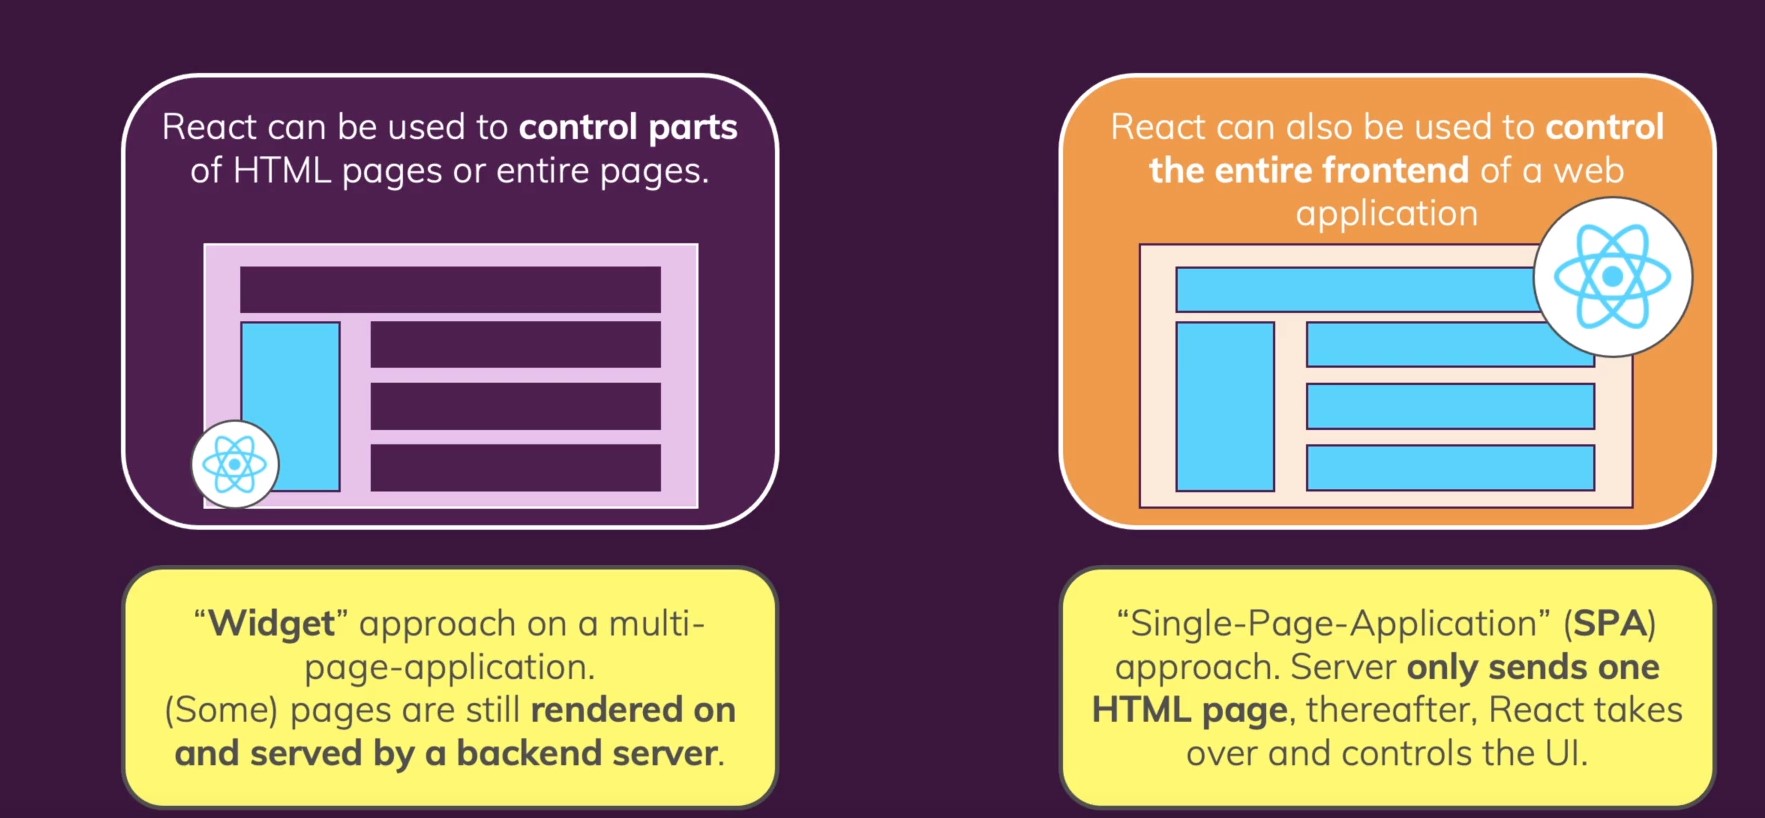 React can be used to control parts
of HTML pages or entire pages.
React can also be used to control
the entire frontend of a web
application
“Widget” approach on a multi-
page-application.
(Some) pages are still rendered on
and served by a backend server.
“Single-Page-Application” (SPA)
approach. Server only sends one
HTML page, thereafter, React takes
over and controls the UI.